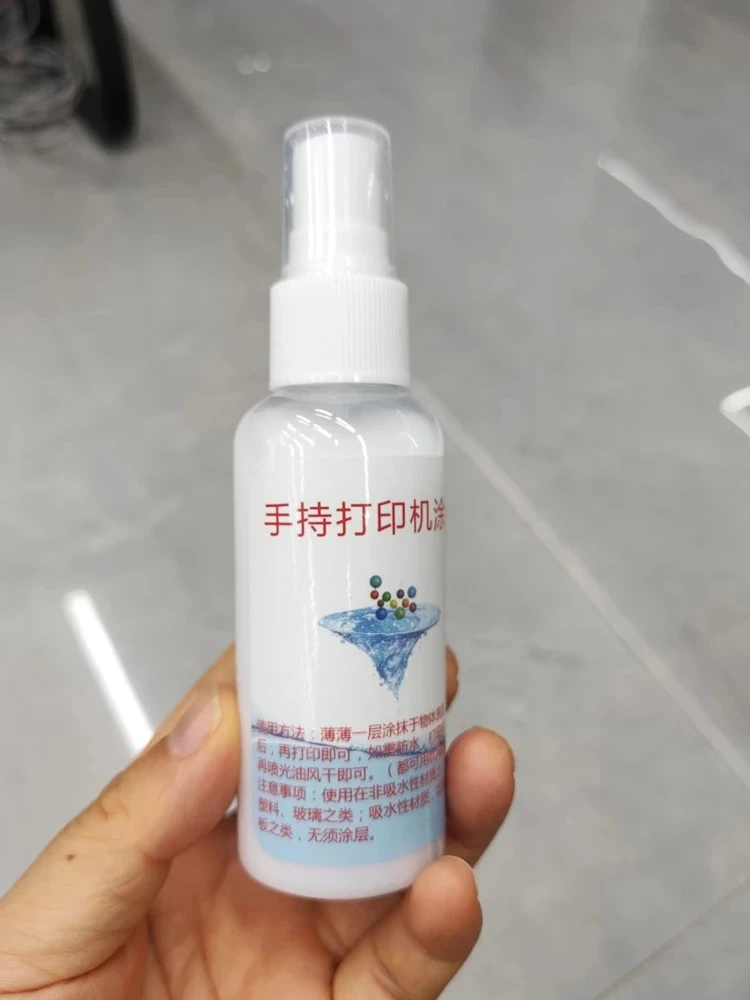 手持打印机涂
使用方法：薄薄一层涂抹于物体表
后，再打印即可，如需防水，打
再喷光油风干即可。（都可用
注意事项：使用在非吸水性材质
塑料、玻璃之类；吸水性材质，
板之类，无须涂层。